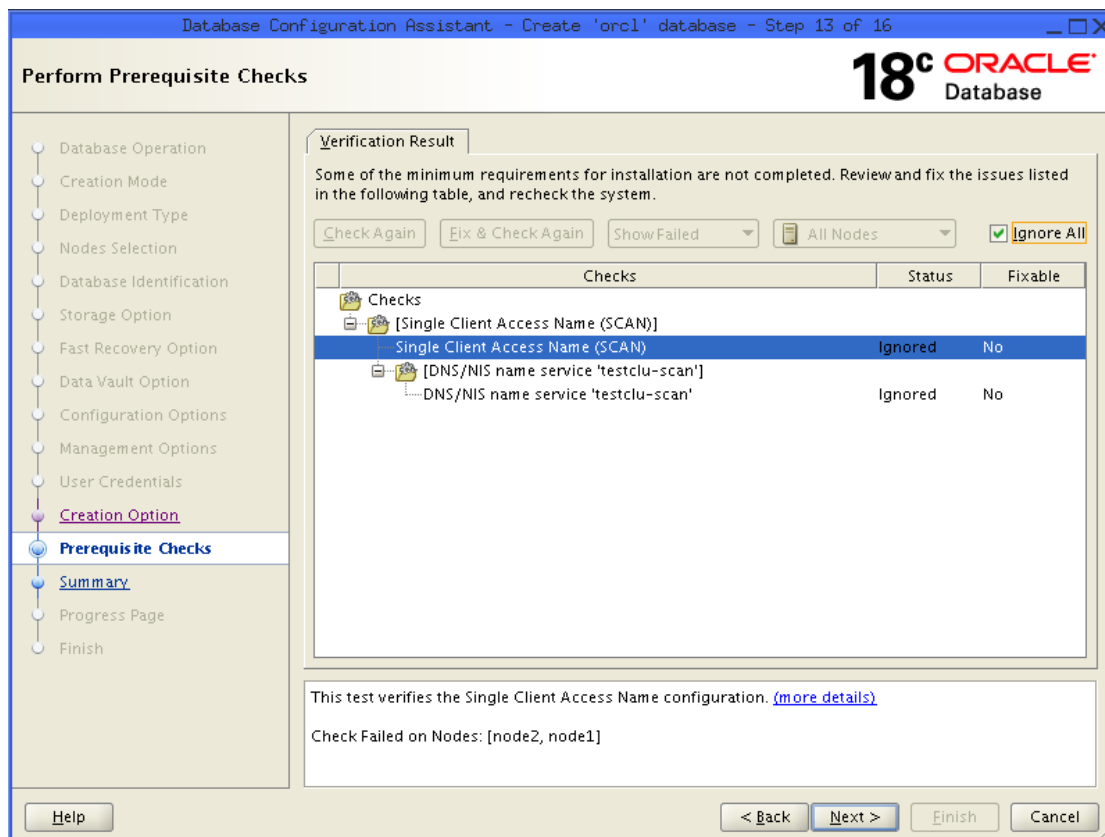 Database Configuration Assistant - Create 'orcl' database - Step 13 of 16
Perform Prerequisite Checks
18c ORACLE
Database
Database Operation
Creation Mode
Deployment Type
Nodes Selection
Database Identification
Storage Option
Fast Recovery Option
Data Vault Option
Configuration Options
Management Options
User Credentials
Creation Option
Prerequisite Checks
Summary
Progress Page
Finish
Verification Result
Some of the minimum requirements for installation are not completed. Review and fix the issues listed
in the following table, and recheck the system.
Check Again Fix & Check Again Show Failed All Nodes Ignore All
Checks Status Fixable
Checks
[Single Client Access Name (SCAN)]
Single Client Access Name (SCAN) Ignored No
[DNS/NIS name service 'testclu-scan']
DNS/NIS name service 'testclu-scan' Ignored No
This test verifies the Single Client Access Name configuration. (more details)
Check Failed on Nodes: [node2, node1]
Help < Back Next > Finish Cancel